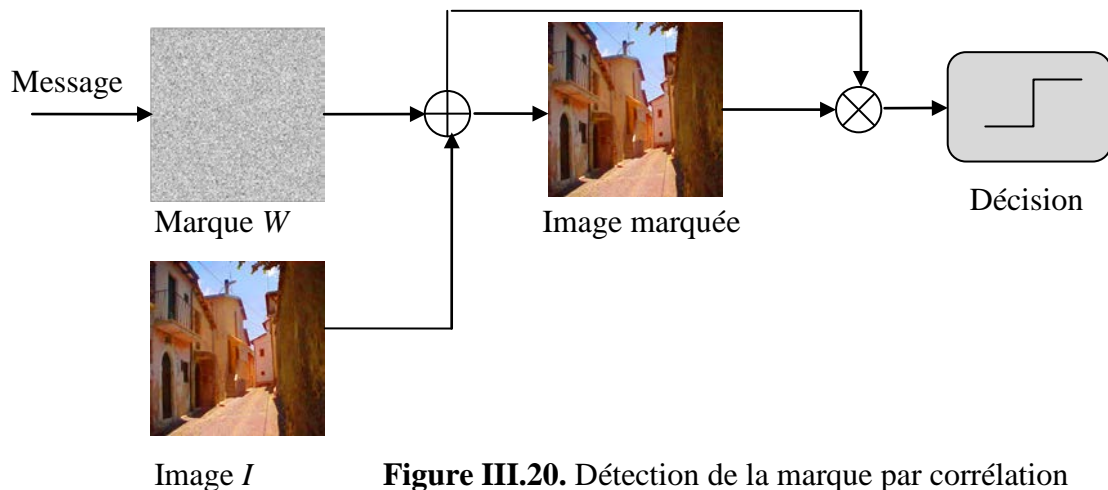 Message
Marque W
Image marquée
Décision
Image I
Figure III.20. Détection de la marque par corrélation